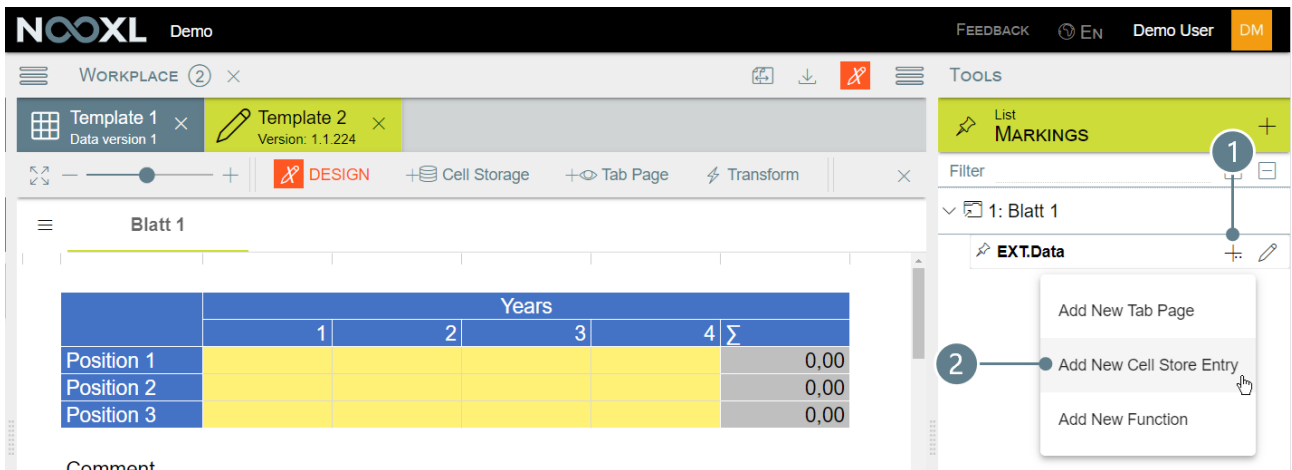 NOOXL Demo FEEDBACK EN Demo User DM
WORKPLACE 2 TOOLS
Template 1
Data version 1
Template 2
Version: 1.1.224
List
MARKINGS
1
DESIGN Cell Storage Tab Page Transform
Filter
Blatt 1
1: Blatt 1
EXT.Data
Years
1 2 3 4 ∑
Position 1 0,00
Position 2 0,00
Position 3 0,00
Comment
Add New Tab Page
2 Add New Cell Store Entry
Add New Function